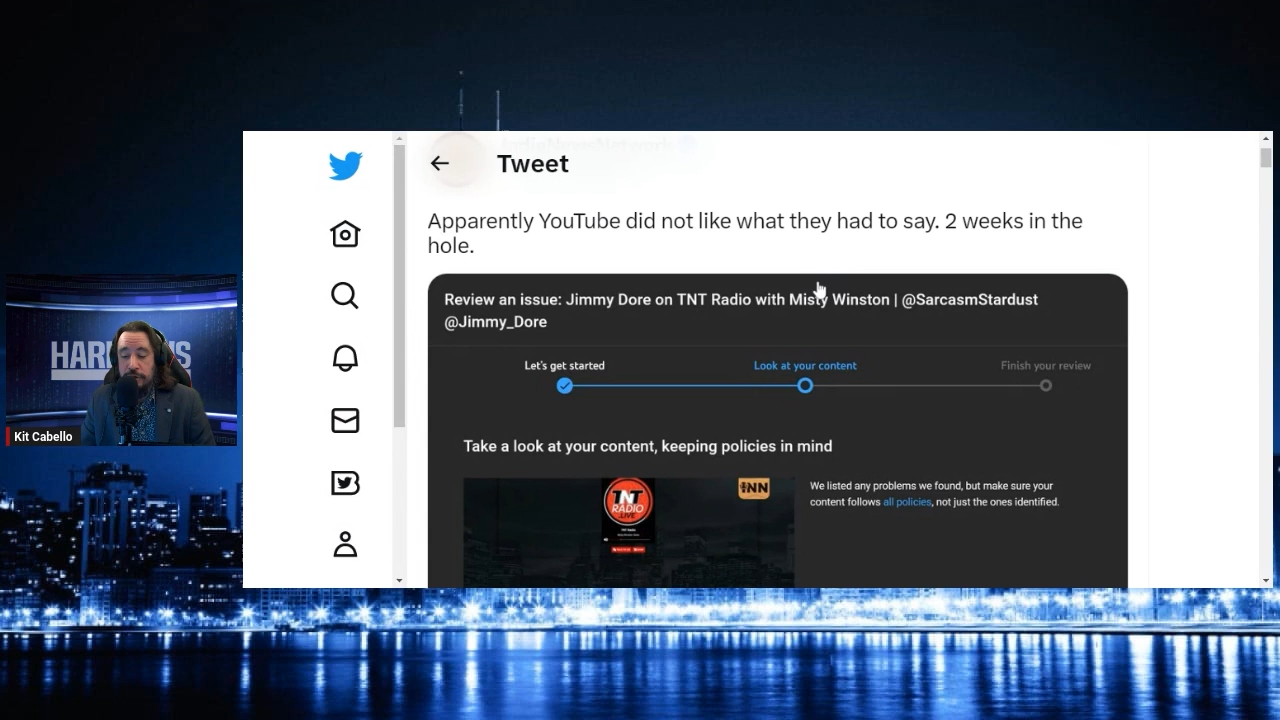 Tweet
Apparently YouTube did not like what they had to say. 2 weeks in the
hole.
Review an issue: Jimmy Dore on TNT Radio with Misty Winston | @SarcasmStardust
@Jimmy_Dore
Let's get started
Look at your content
Finish your review
Take a look at your content, keeping policies in mind
We listed any problems we found, but make sure your
content follows all policies, not just the ones identified.
TNT
RADIO
LIVE
INN
Kit Cabello